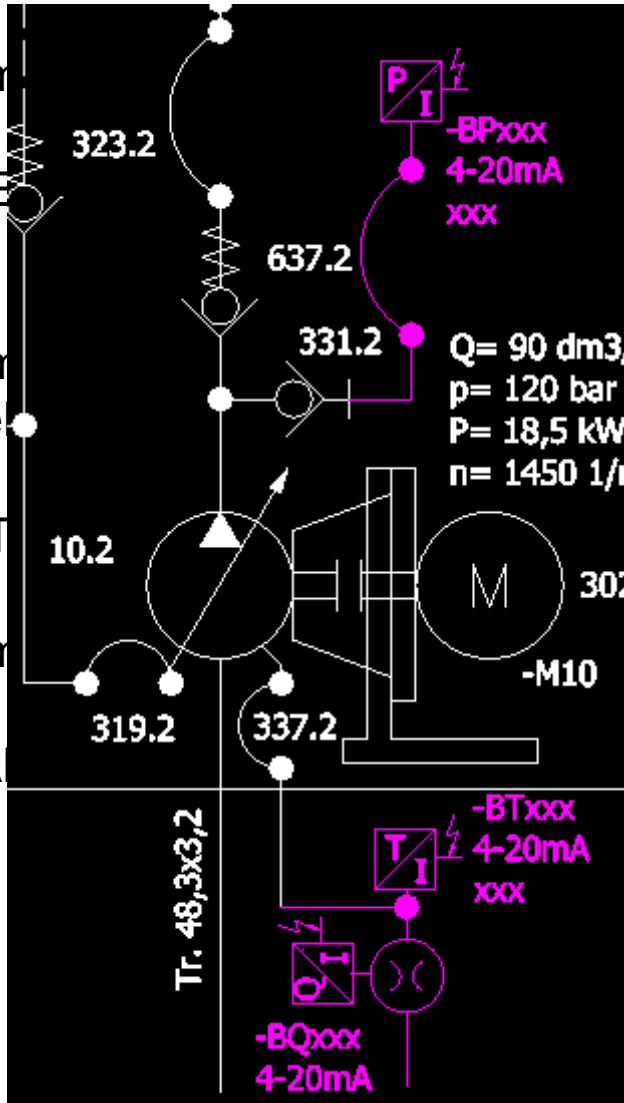 P
I
-BPxxx
323.2
4-20mA
xxx
637.2
331.2
Q= 90 dm3
p= 120 bar
P= 18,5 kW
n= 1450 1/
10.2
M
302
-M10
319.2
337.2
-BTxxx
T
I
4-20mA
xxx
Tr. 48,3x3,2
Q
I
-BQxxx
4-20mA